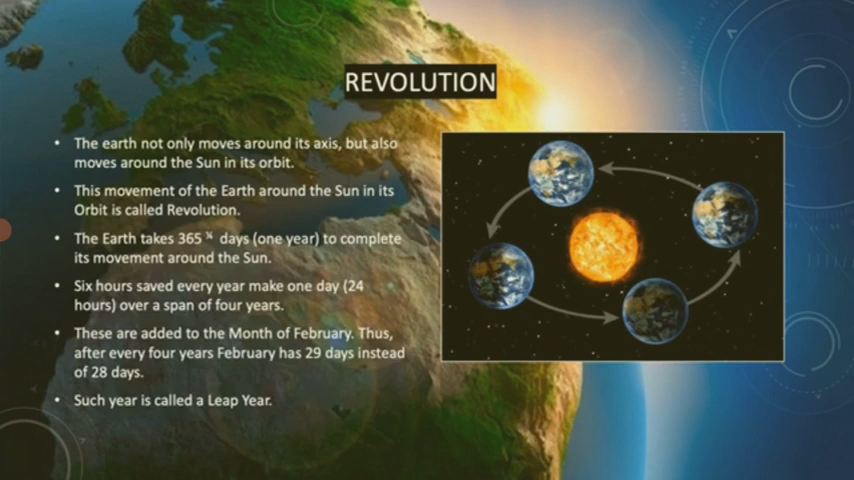 REVOLUTION
• The earth not only moves around its axis, but also
moves around the Sun in its orbit.
• This movement of the Earth around the Sun in its
Orbit is called Revolution.
• The Earth takes 365 ¼ days (one year) to complete
its movement around the Sun.
• Six hours saved every year make one day (24
hours) over a span of four years.
• These are added to the Month of February. Thus,
after every four years February has 29 days instead
of 28 days.
• Such year is called a Leap Year.